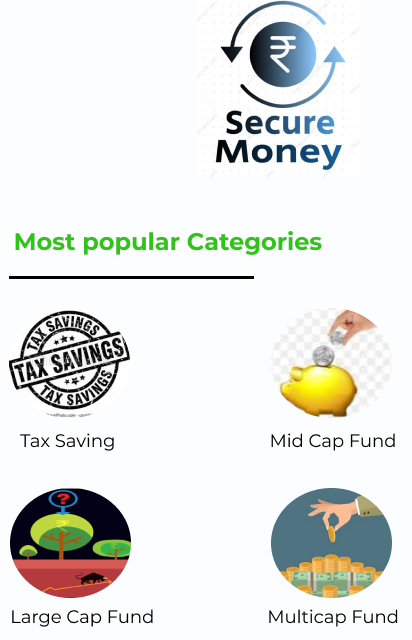 ₹
Secure
Money
Most popular Categories
TAX SAVINGS
TAX SAVINGS
TAX SAVINGS
Tax Saving
Mid Cap Fund
?
₹
Large Cap Fund
Multicap Fund